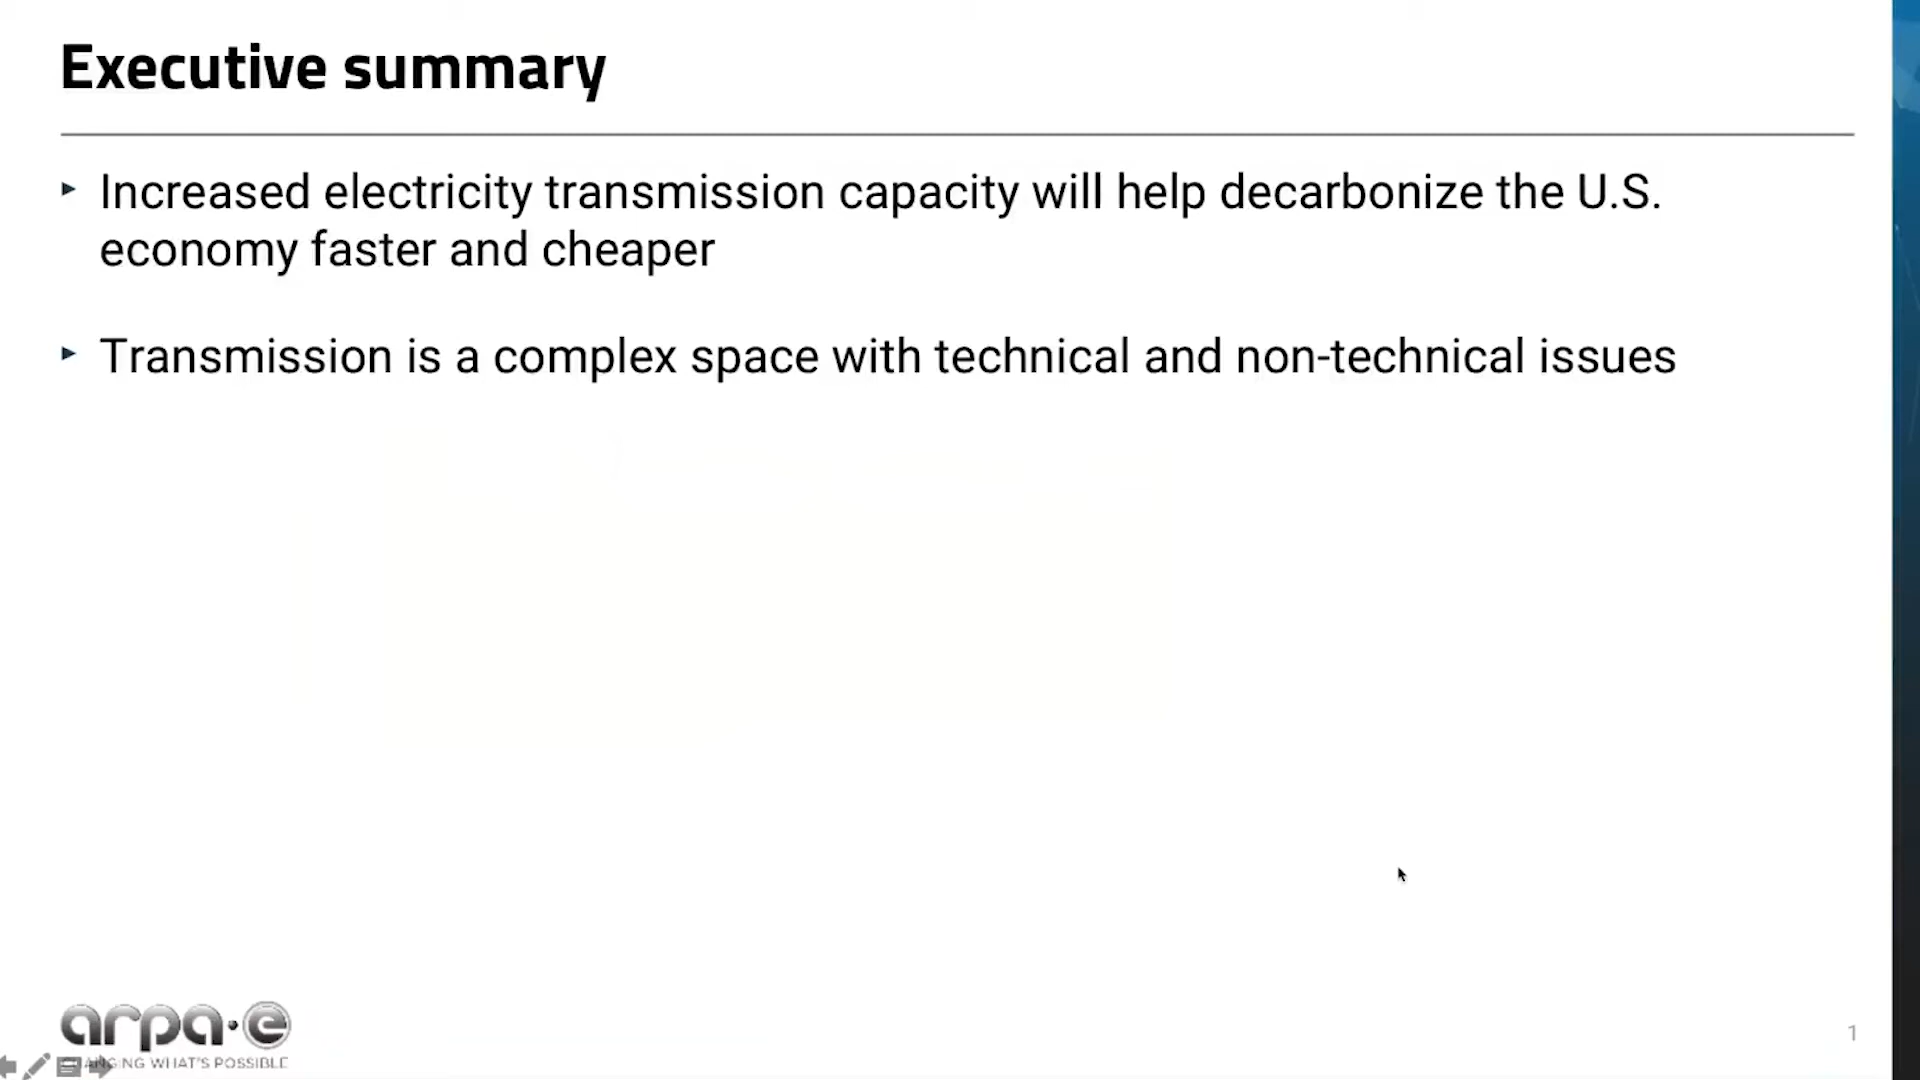 Executive summary
‣ Increased electricity transmission capacity will help decarbonize the U.S.
economy faster and cheaper
‣ Transmission is a complex space with technical and non-technical issues
arpa·e
CHANGING WHAT'S POSSIBLE
1